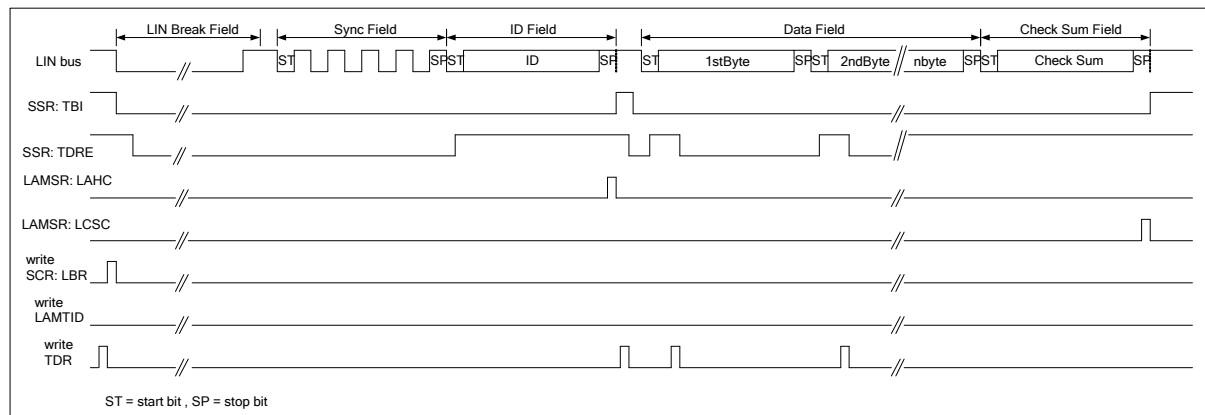 LIN Break Field Sync Field ID Field Data Field Check Sum Field
LIN bus ST SP ST ID SP ST 1stByte SP ST 2ndByte nbyte SP ST Check Sum SP
SSR: TBI
SSR: TDRE
LAMSR: LAHC
LAMSR: LCSC
write
SCR: LBR
write
LAMTID
write
TDR
ST = start bit , SP = stop bit